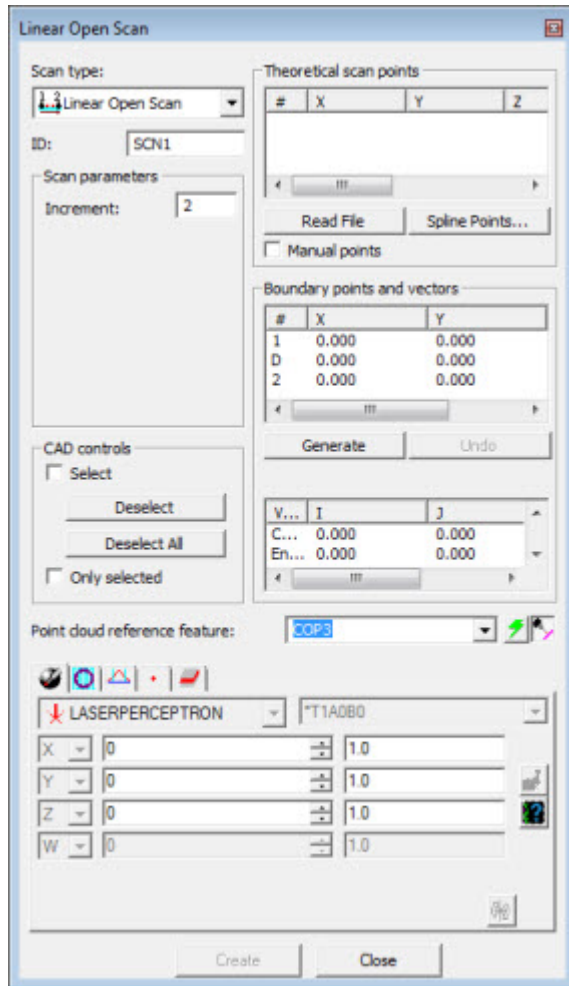 Linear Open Scan
Scan type:
Linear Open Scan
ID: SCN1
Scan parameters
Increment: 2
CAD controls
Select
Deselect
Deselect All
Only selected
Theoretical scan points
# X Y Z
Read File Spline Points...
Manual points
Boundary points and vectors
# X Y
1 0.000 0.000
D 0.000 0.000
2 0.000 0.000
Generate Undo
V... I J
C... 0.000 0.000
En... 0.000 0.000
Point cloud reference feature: COP3
LASERPERCEPTRON *T1A0B0
X 0 1.0
Y 0 1.0
Z 0 1.0
W 0 1.0
Create Close